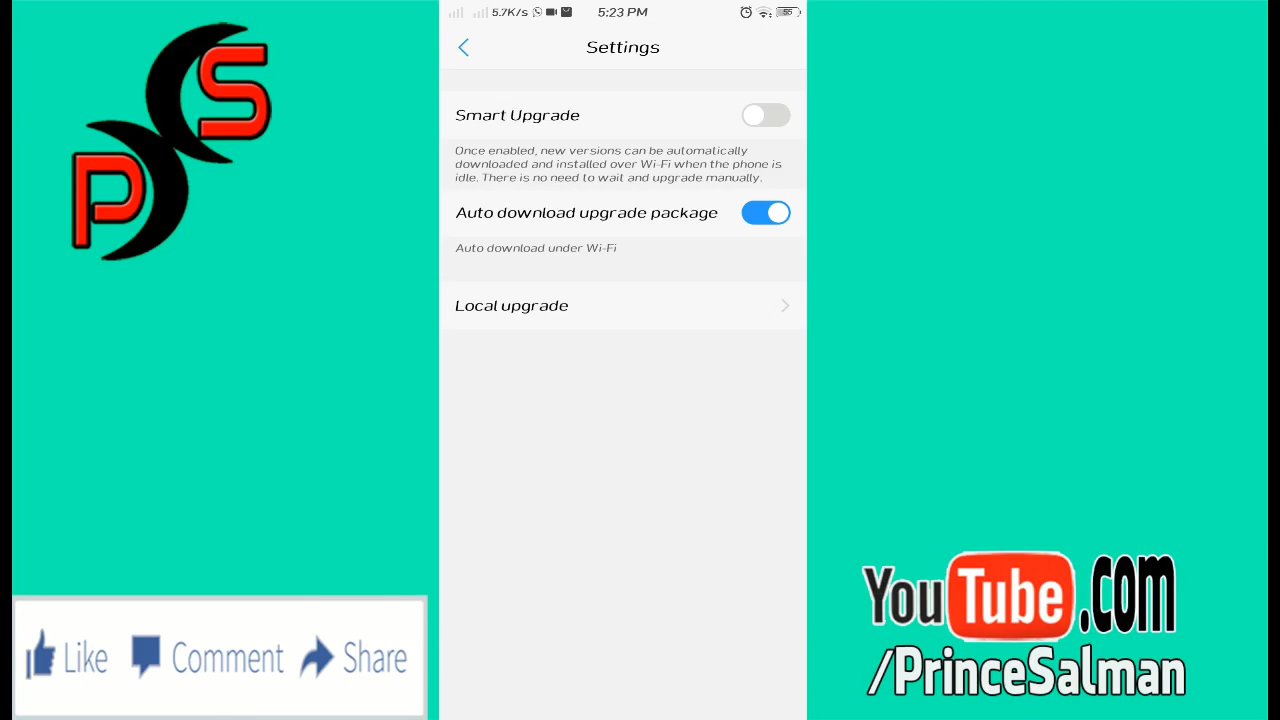 S
P
5.7K/s 5:23 PM 55
Settings
Smart Upgrade
Once enabled, new versions can be automatically
downloaded and installed over Wi-Fi when the phone is
idle. There is no need to wait and upgrade manually.
Auto download upgrade package
Auto download under Wi-Fi
Local upgrade
Like Comment Share
YouTube.com
/PrinceSalman